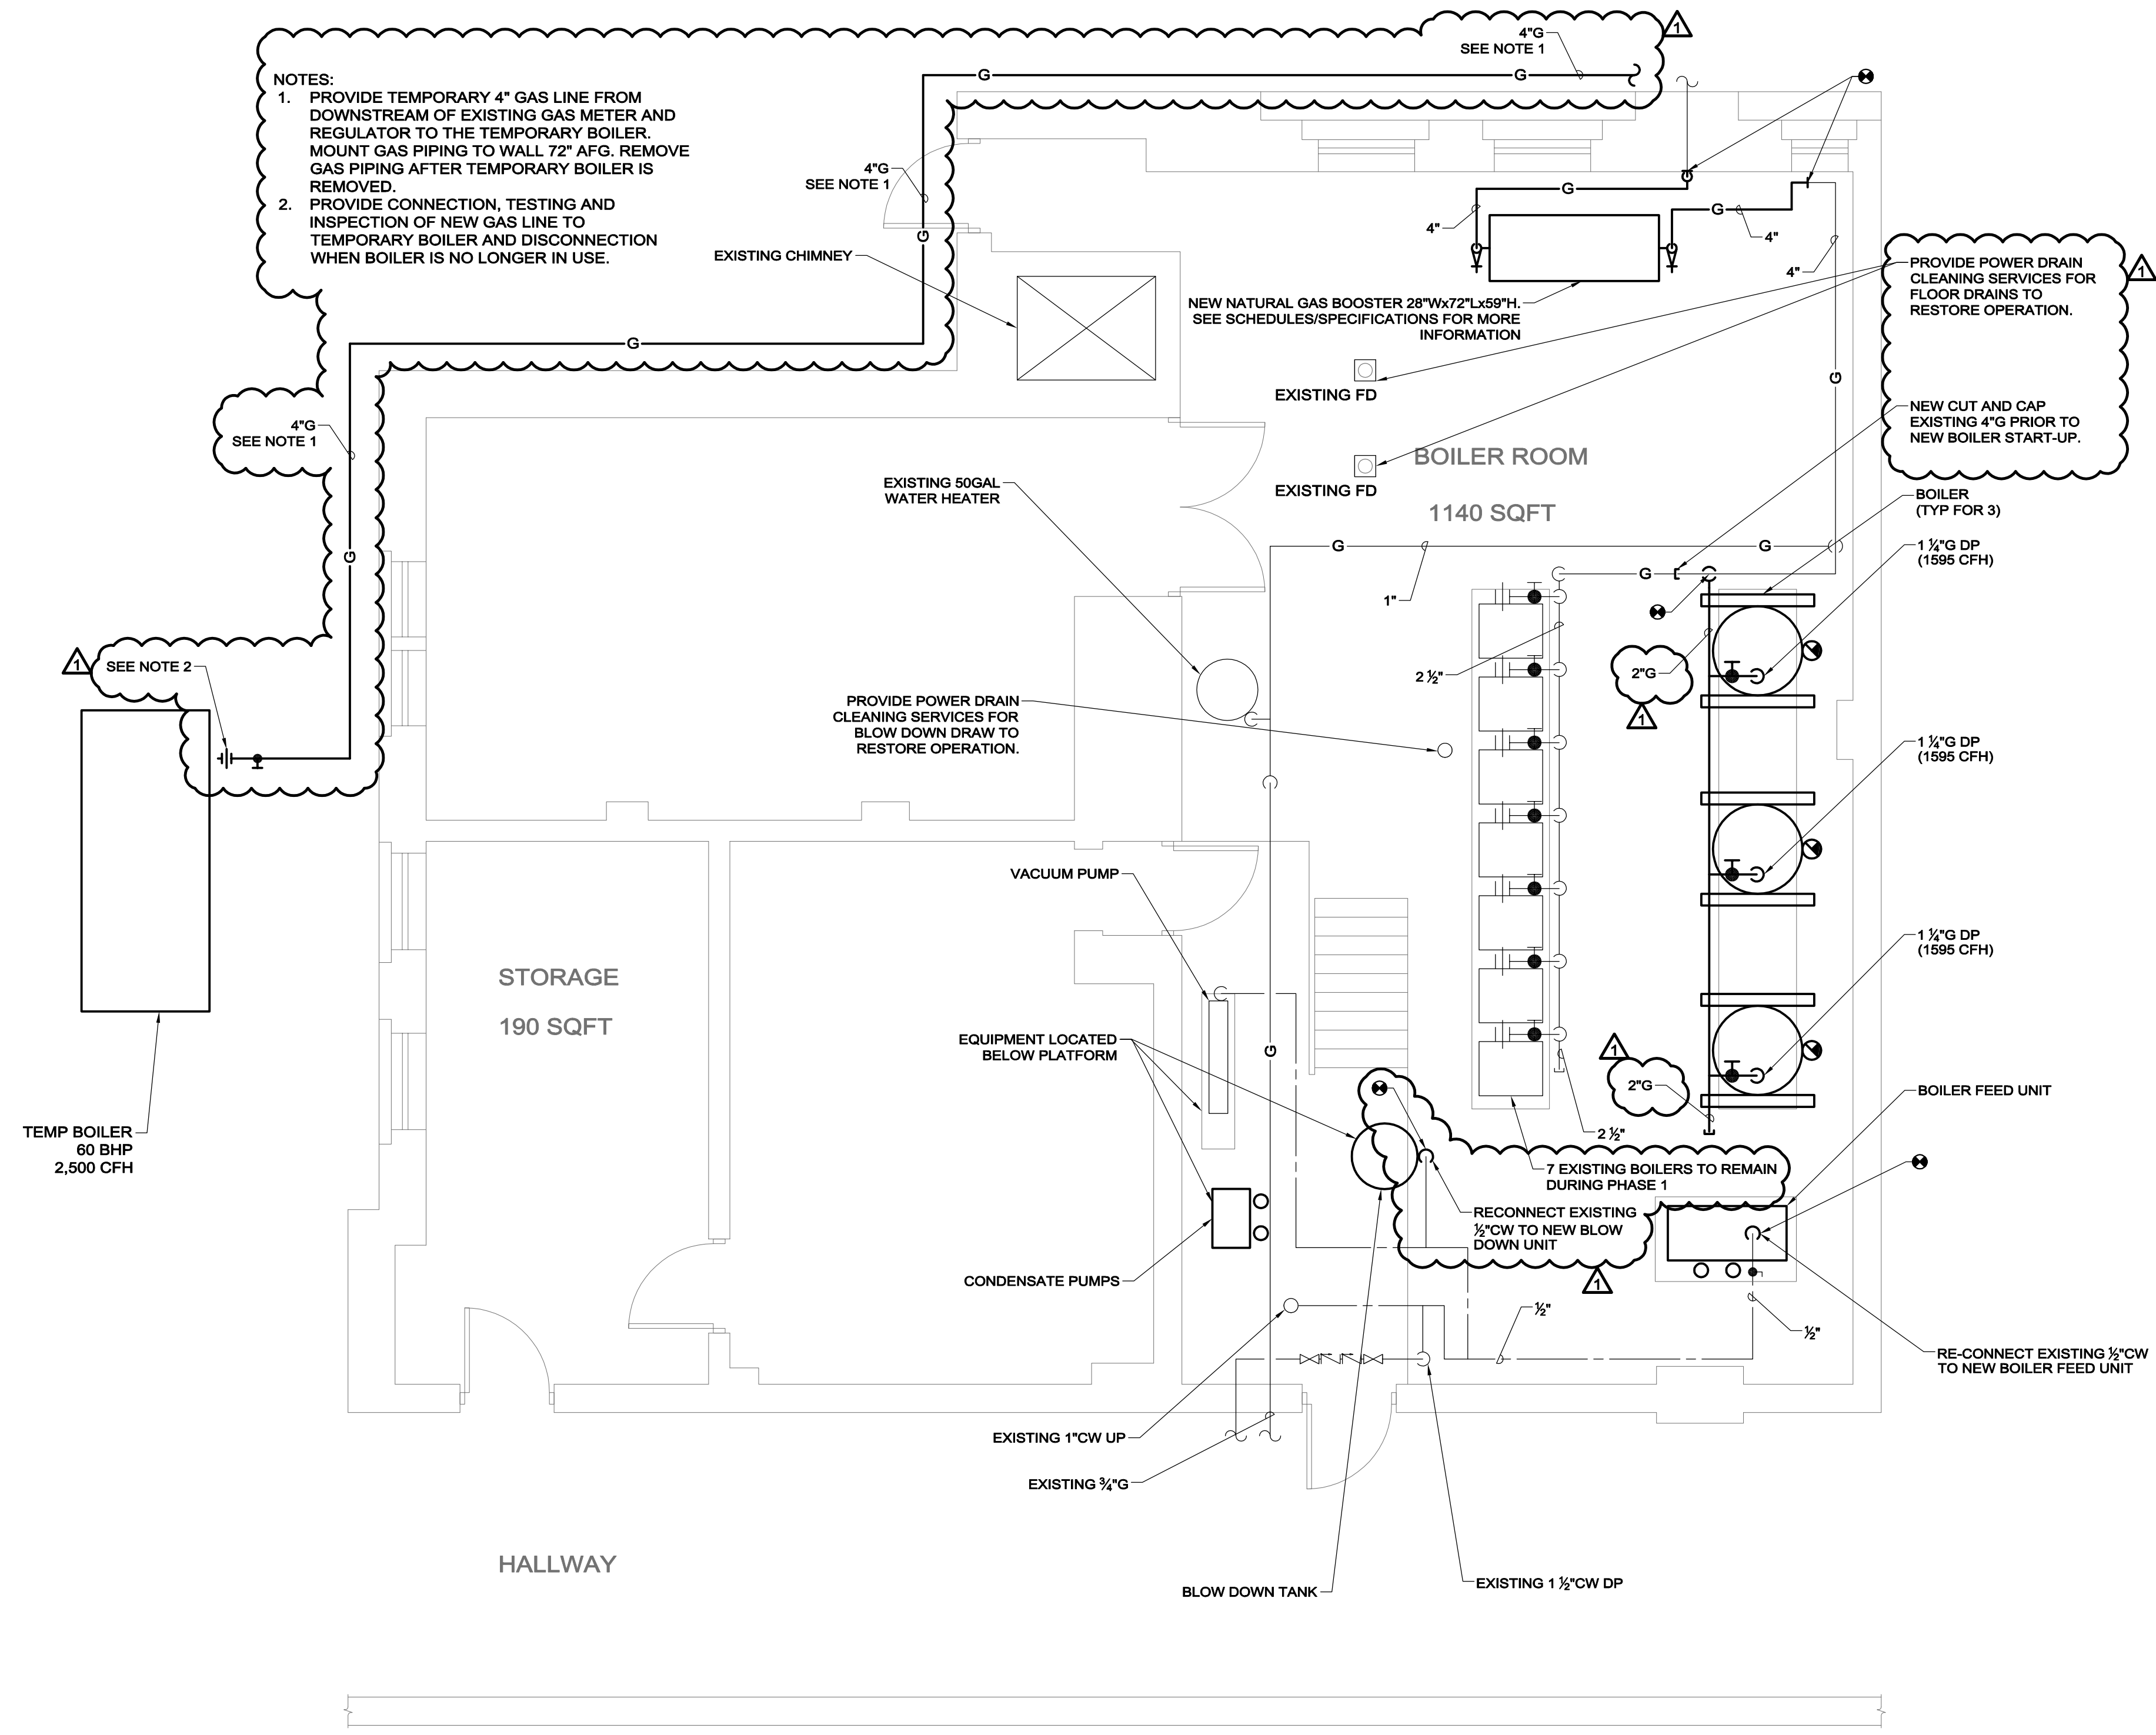 1
4"G
SEE NOTE 1
G
G
NOTES:
1. PROVIDE TEMPORARY 4" GAS LINE FROM
DOWNSTREAM OF EXISTING GAS METER AND
REGULATOR TO THE TEMPORARY BOILER.
MOUNT GAS PIPING TO WALL 72" AFG. REMOVE
GAS PIPING AFTER TEMPORARY BOILER IS
REMOVED.
2. PROVIDE CONNECTION, TESTING AND
INSPECTION OF NEW GAS LINE TO
TEMPORARY BOILER AND DISCONNECTION
WHEN BOILER IS NO LONGER IN USE.
4"G
SEE NOTE 1
G
G
G
4"
4"
4"
EXISTING CHIMNEY
NEW NATURAL GAS BOOSTER 28"Wx72"Lx59"H.
SEE SCHEDULES/SPECIFICATIONS FOR MORE
INFORMATION
PROVIDE POWER DRAIN
CLEANING SERVICES FOR
FLOOR DRAINS TO
RESTORE OPERATION.
1
G
G
EXISTING FD
NEW CUT AND CAP
EXISTING 4"G PRIOR TO
NEW BOILER START-UP.
4"G
SEE NOTE 1
EXISTING FD
BOILER ROOM
1140 SQFT
EXISTING 50GAL
WATER HEATER
BOILER
(TYP FOR 3)
G
G
G
G
1 ¼"G DP
(1595 CFH)
1"
2 ½"
2"G
1
1
SEE NOTE 2
PROVIDE POWER DRAIN
CLEANING SERVICES FOR
BLOW DOWN DRAW TO
RESTORE OPERATION.
1 ¼"G DP
(1595 CFH)
VACUUM PUMP
1 ¼"G DP
(1595 CFH)
STORAGE
190 SQFT
EQUIPMENT LOCATED
BELOW PLATFORM
G
1
2"G
BOILER FEED UNIT
TEMP BOILER
60 BHP
2,500 CFH
2 ½"
7 EXISTING BOILERS TO REMAIN
DURING PHASE 1
RECONNECT EXISTING
½"CW TO NEW BLOW
DOWN UNIT
1
CONDENSATE PUMPS
½"
½"
RE-CONNECT EXISTING ½"CW
TO NEW BOILER FEED UNIT
EXISTING 1"CW UP
EXISTING ¾"G
HALLWAY
BLOW DOWN TANK
EXISTING 1 ½"CW DP